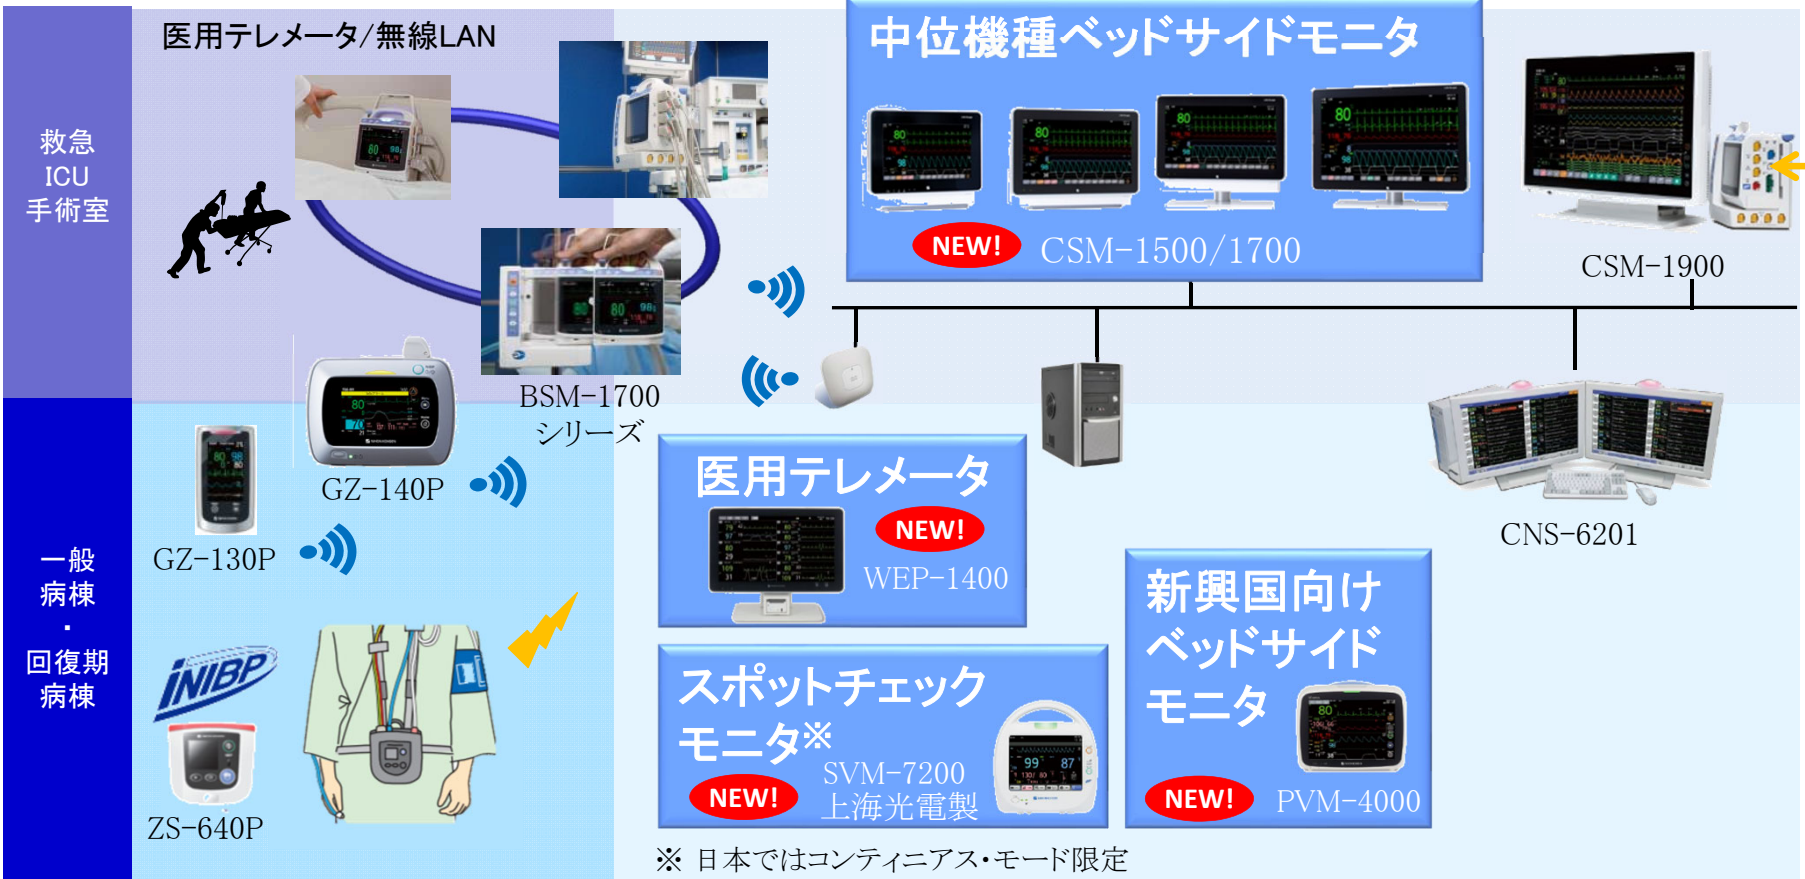 救急
ICU
手術室
医用テレメータ/無線LAN
中位機種ベッドサイドモニタ
NEW!
CSM-1500/1700
CSM-1900
BSM-1700
シリーズ
GZ-140P
GZ-130P
一般
病棟
・
回復期
病棟
iNIBP
ZS-640P
医用テレメータ
NEW!
WEP-1400
CNS-6201
スポットチェック
モニタ※
NEW!
SVM-7200
上海光電製
新興国向け
ベッドサイド
モニタ
NEW!
PVM-4000
※ 日本ではコンティニアス・モード限定